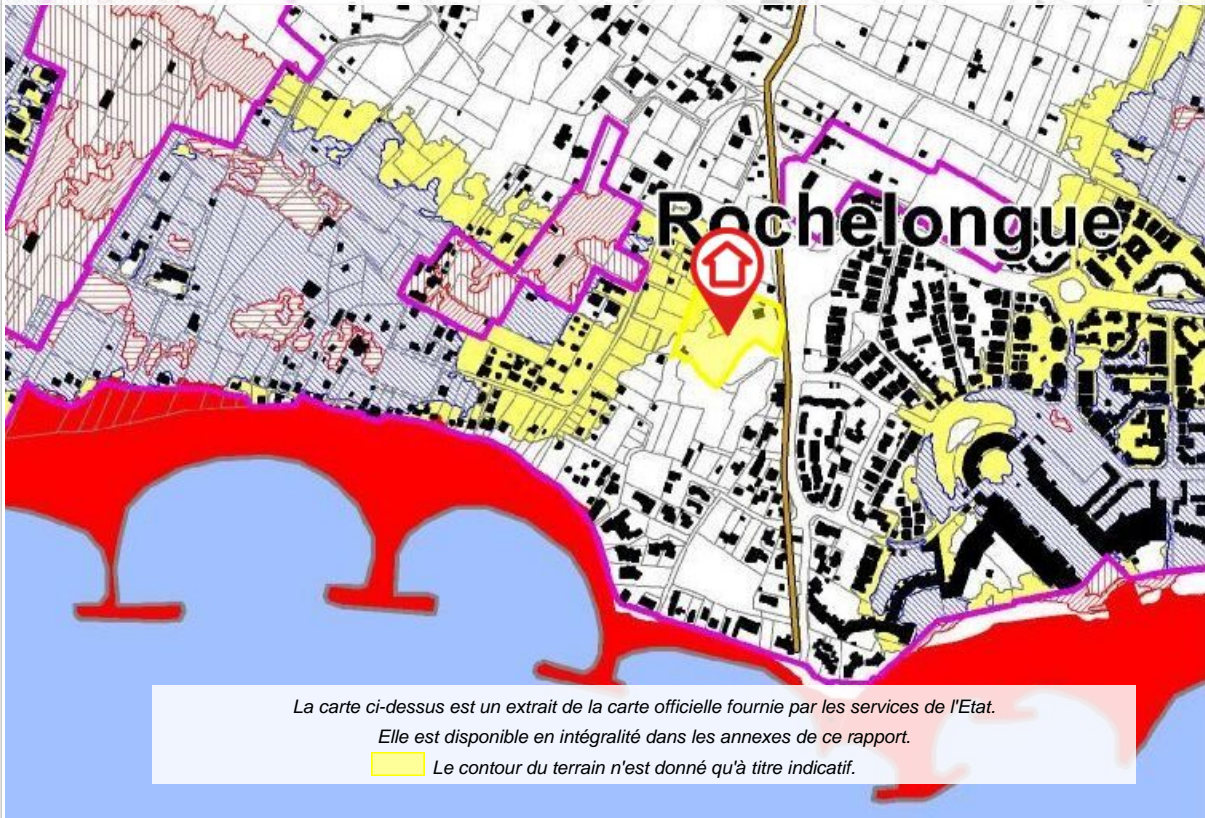 Rochelongue
La carte ci-dessus est un extrait de la carte officielle fournie par les services de l'Etat.
Elle est disponible en intégralité dans les annexes de ce rapport.
Le contour du terrain n'est donné qu'à titre indicatif.